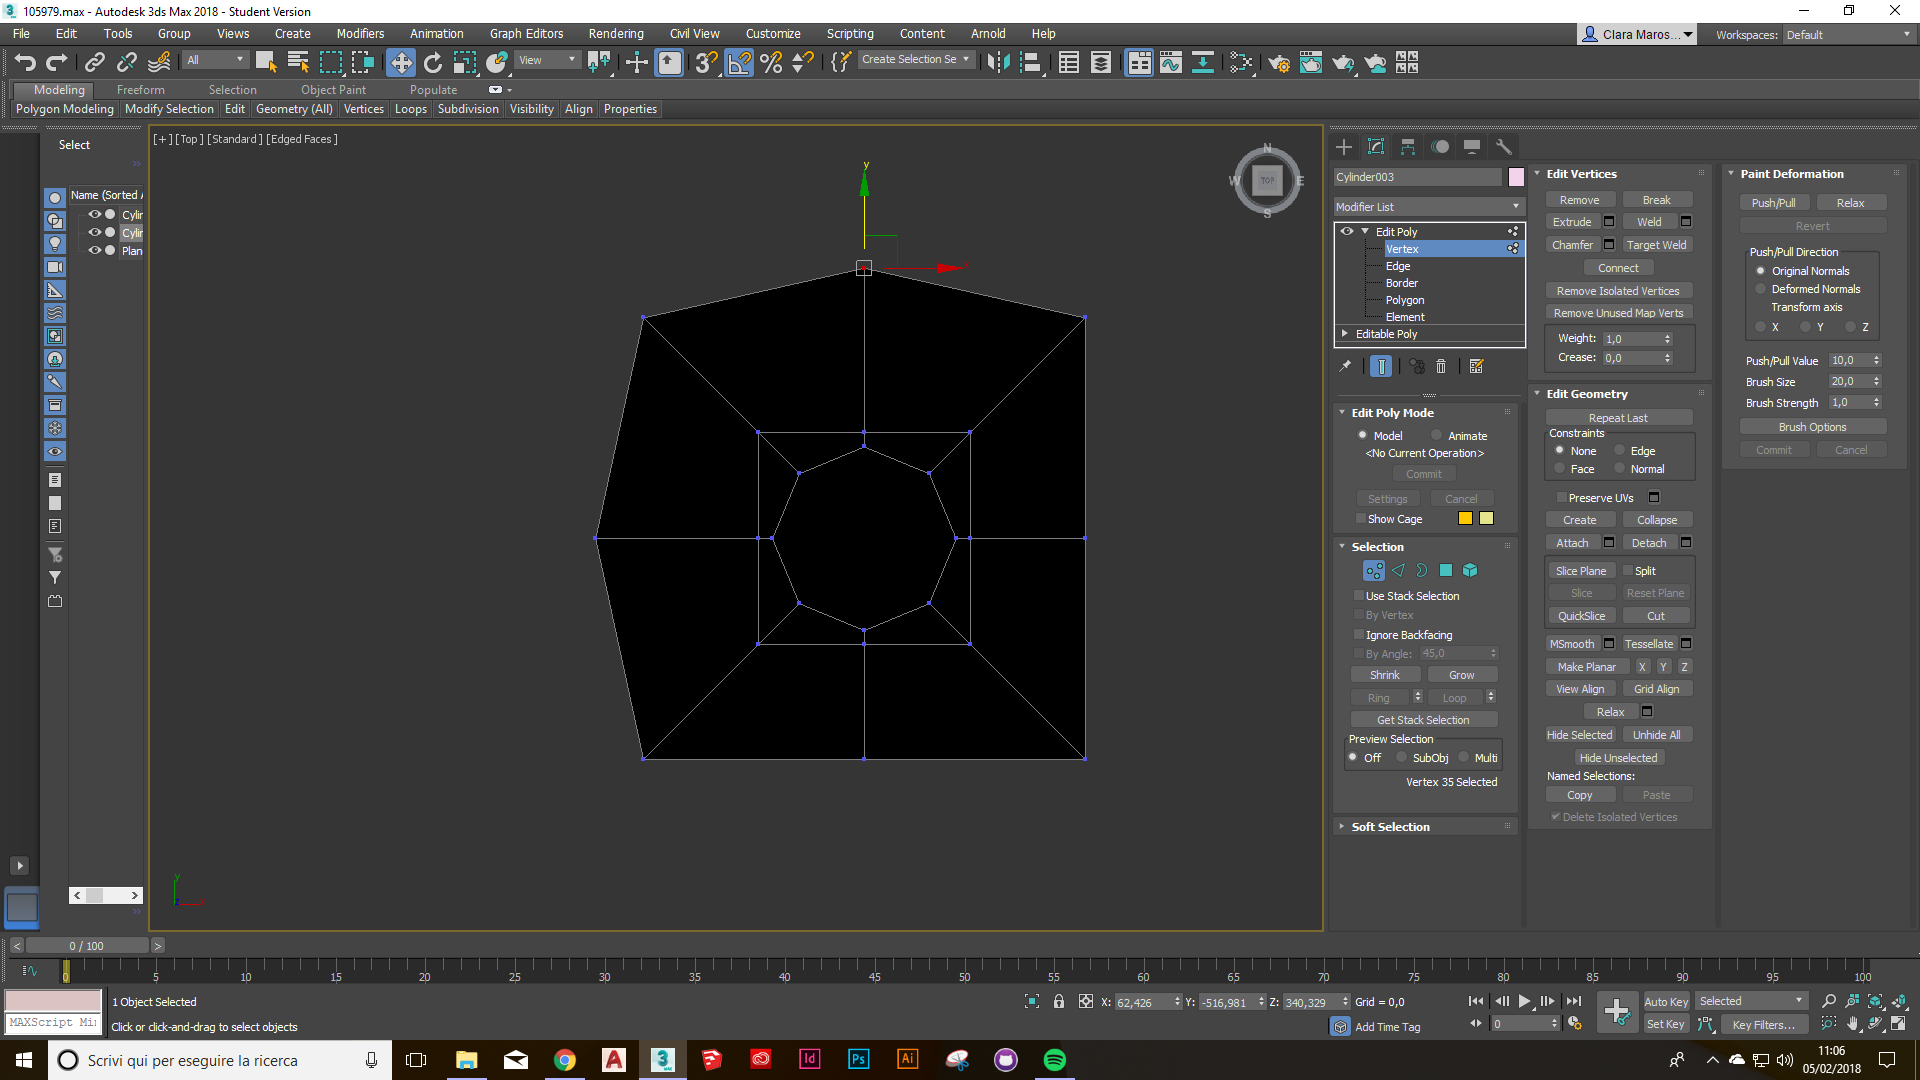 105979.max - Autodesk 3ds Max 2018 - Student Version
File Edit Tools Group Views Create Modifiers Animation Graph Editors Rendering Civil View Customize Scripting Content Arnold Help
Clara Maros... Workspaces: Default
All View Create Selection Se
Modeling Freeform Selection Object Paint Populate
Polygon Modeling Modify Selection Edit Geometry (All) Vertices Loops Subdivision Visibility Align Properties
Select
Name (Sorted A
Cylin
Cylin
Plan
[+] [Top] [Standard] [Edged Faces]
y
x
N
W TOP E
S
y
Cylinder003
Modifier List
Edit Poly
Vertex
Edge
Border
Polygon
Element
Editable Poly
Edit Poly Mode
Model Animate
<No Current Operation>
Commit
Settings Cancel
Show Cage
Selection
Use Stack Selection
By Vertex
Ignore Backfacing
By Angle: 45,0
Shrink Grow
Ring Loop
Get Stack Selection
Preview Selection
Off SubObj Multi
Vertex 35 Selected
Soft Selection
Edit Vertices
Remove Break
Extrude Weld
Chamfer Target Weld
Connect
Remove Isolated Vertices
Remove Unused Map Verts
Weight: 1,0
Crease: 0,0
Edit Geometry
Repeat Last
Constraints
None Edge
Face Normal
Preserve UVs
Create Collapse
Attach Detach
Slice Plane Split
Slice Reset Plane
QuickSlice Cut
MSmooth Tessellate
Make Planar X Y Z
View Align Grid Align
Relax
Hide Selected Unhide All
Hide Unselected
Named Selections:
Copy Paste
Delete Isolated Vertices
Paint Deformation
Push/Pull Relax
Revert
Push/Pull Direction
Original Normals
Deformed Normals
Transform axis
X Y Z
Push/Pull Value 10,0
Brush Size 20,0
Brush Strength 1,0
Brush Options
Commit Cancel
< 0 / 100 >
0 5 10 15 20 25 30 35 40 45 50 55 60 65 70 75 80 85 90 95 100
1 Object Selected X: 62,426 Y: -516,981 Z: 340,329 Grid = 0,0 Auto Key Selected
MAXScript Mi Click or click-and-drag to select objects Add Time Tag 0 Set Key Key Filters...
Scrivi qui per eseguire la ricerca
A 3 MAX Id Ps Ai
11:06
05/02/2018